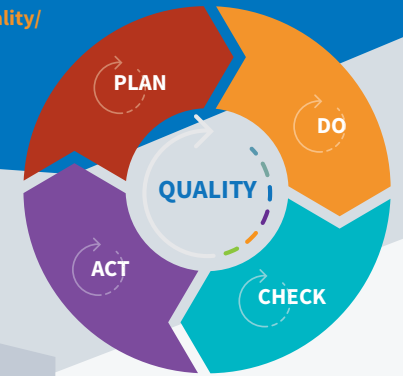 ality/
PLAN
DO
QUALITY
ACT
CHECK